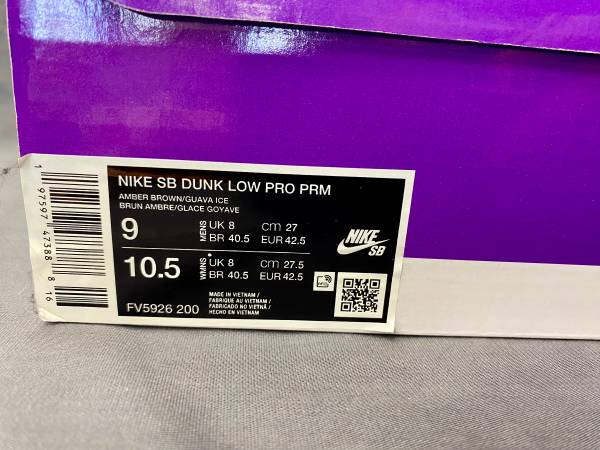 NIKE SB DUNK LOW PRO PRM
AMBER BROWN/GUAVA ICE
BRUN AMBRE/GLACE GOYAVE
9 MENS UK 8 cm 27
BR 40.5 EUR 42.5
10.5 WMNS* UK 8 cm 27.5
BR 40.5 EUR 42.5
NIKE SB
FV5926 200
MADE IN VIETNAM /
FABRIQUE AU VIETNAM /
FABRICADO NO VIETNÃ /
HECHO EN VIETNAM
1 97597 47388 8 16